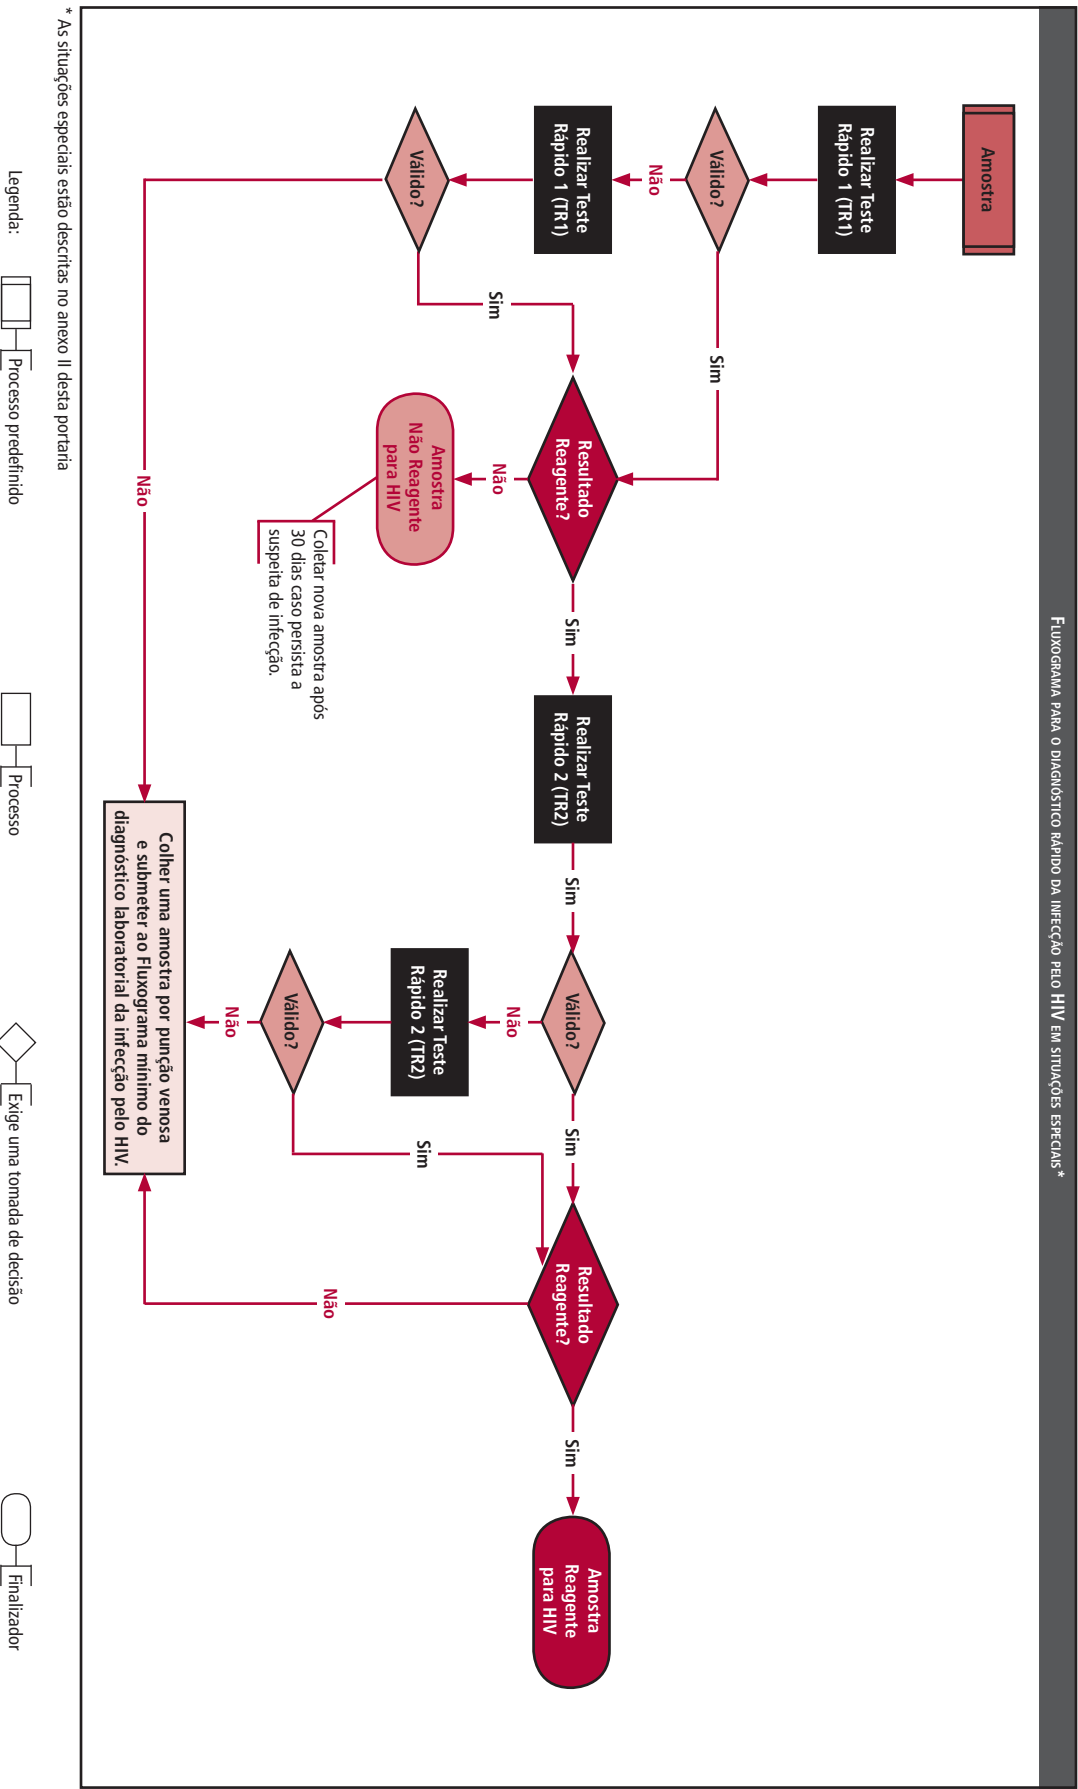 FLUXOGRAMA PARA O DIAGNÓSTICO RÁPIDO DA INFECÇÃO PELO HIV EM SITUAÇÕES ESPECIAIS*
Amostra
Realizar Teste
Rápido 1 (TR1)
Válido?
Sim
Não
Realizar Teste
Rápido 1 (TR1)
Válido?
Sim
Não
Resultado
Reagente?
Não
Amostra
Não Reagente
para HIV
Coletar nova amostra após
30 dias caso persista a
suspeita de infecção.
Sim
Realizar Teste
Rápido 2 (TR2)
Sim
Válido?
Não
Realizar Teste
Rápido 2 (TR2)
Válido?
Sim
Não
Colher uma amostra por punção venosa
e submeter ao Fluxograma mínimo do
diagnóstico laboratorial da infecção pelo HIV.
Sim
Resultado
Reagente?
Não
Sim
Amostra
Reagente
para HIV
* As situações especiais estão descritas no anexo II desta portaria
Legenda:
Processo predefinido
Processo
Exige uma tomada de decisão
Finalizador